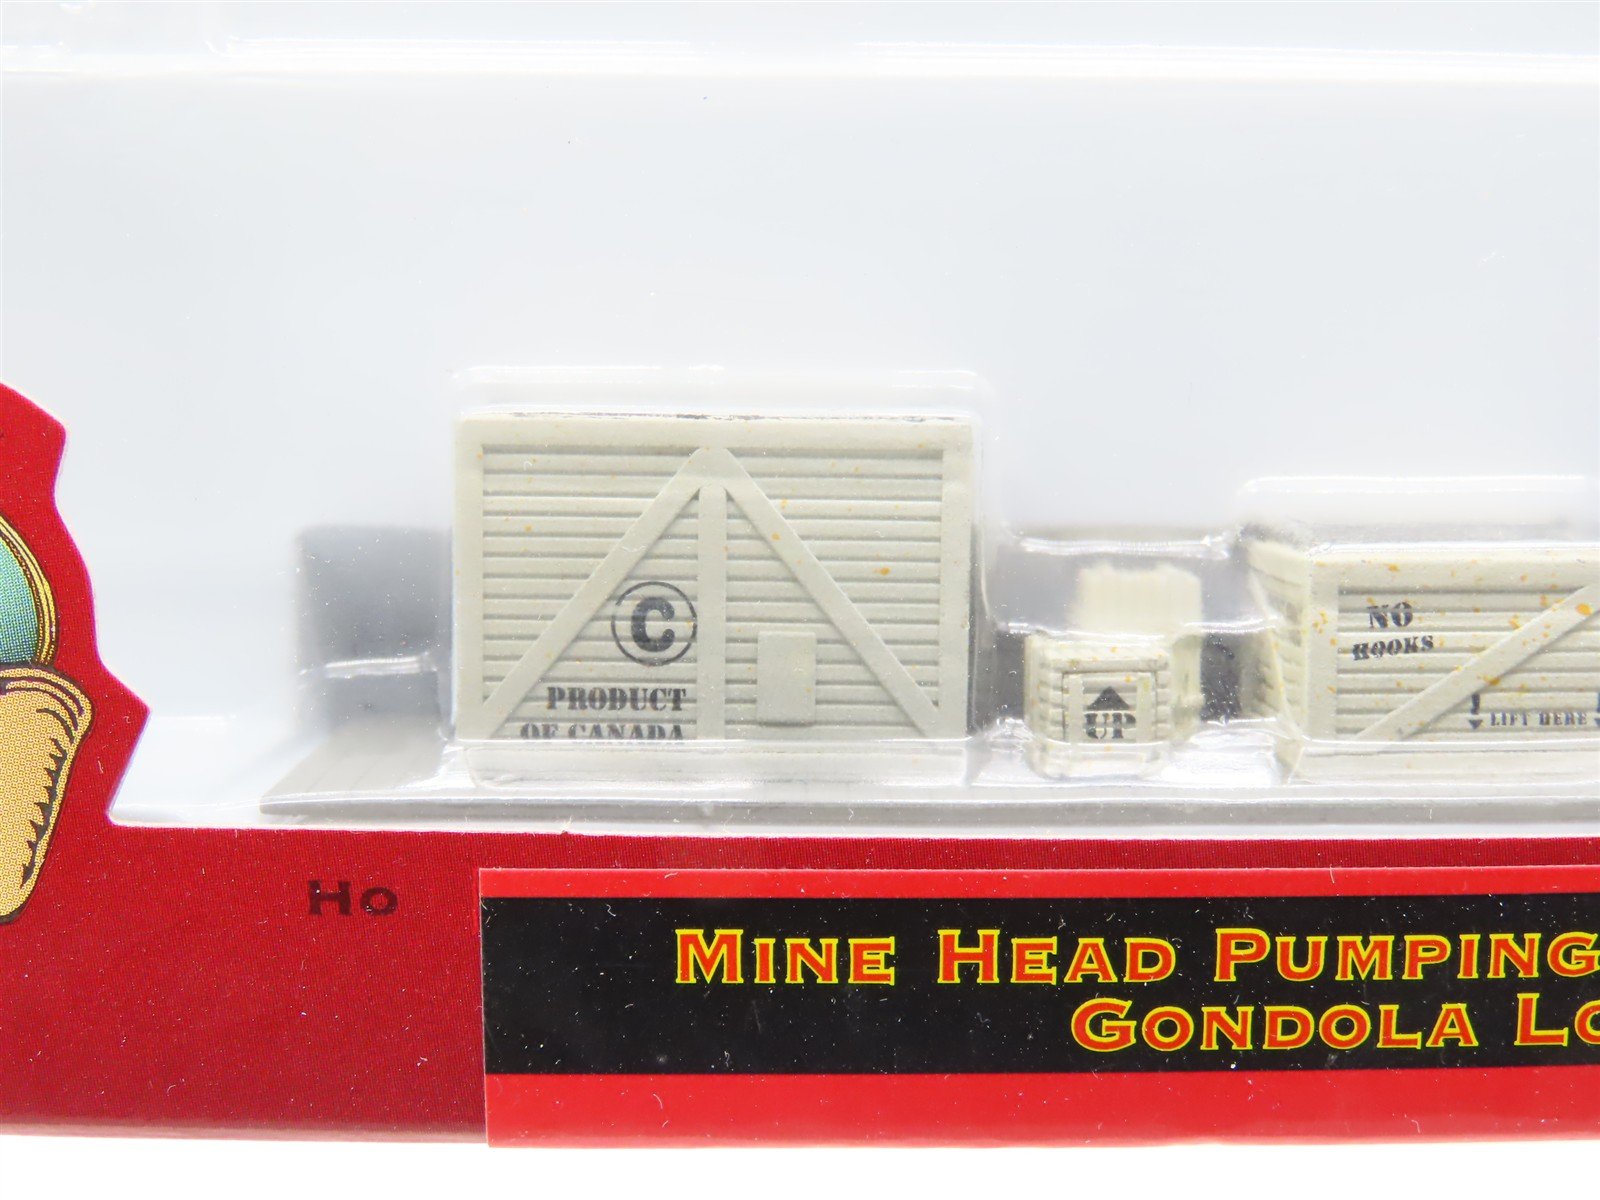 C
PRODUCT
OF CANADA
UP
NO
HOOKS
LIFT HERE
HO
MINE HEAD PUMPING
GONDOLA LO